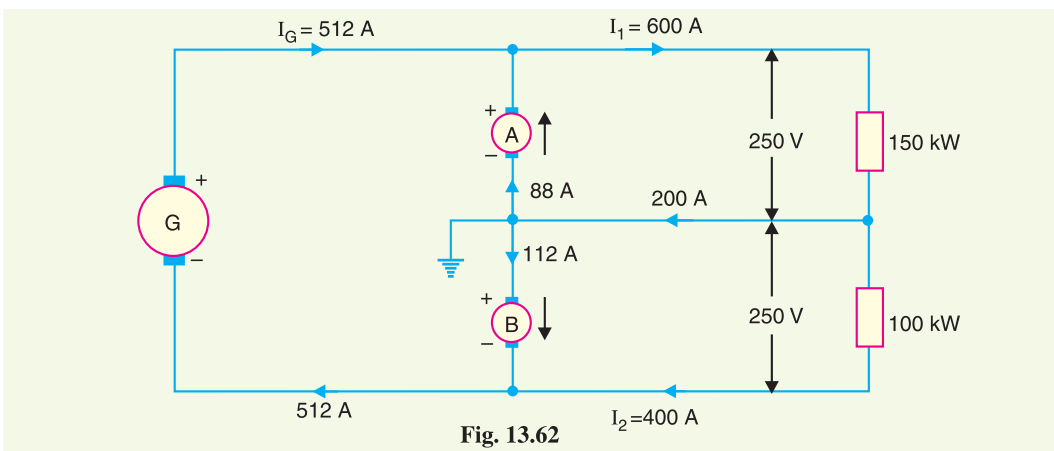 I_G = 512 A
I_1 = 600 A
+
A
–
250 V
150 kW
88 A
200 A
+
G
–
112 A
+
B
–
250 V
100 kW
512 A
I_2 =400 A
Fig. 13.62